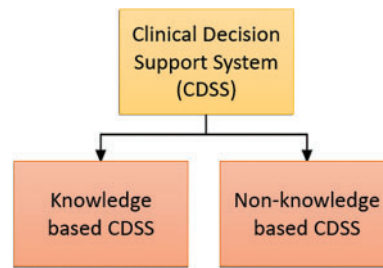 Clinical Decision
Support System
(CDSS)
Knowledge
based CDSS
Non-knowledge
based CDSS